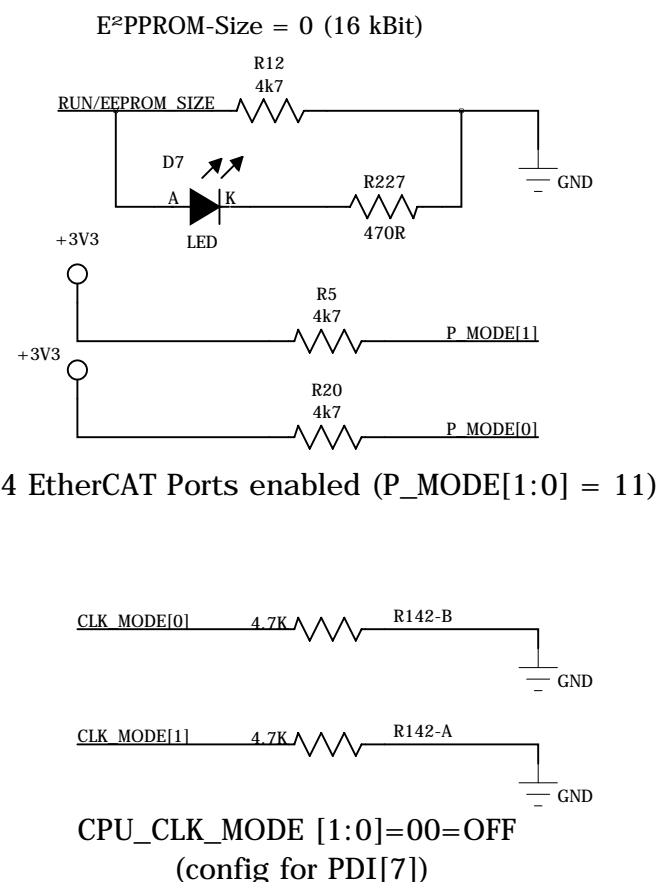 E²PPROM-Size = 0 (16 kBit)
R12
4k7
RUN/EEPROM_SIZE
D7
A K
LED
R227
470R
GND
+3V3
R5
4k7
P_MODE[1]
+3V3
R20
4k7
P_MODE[0]
4 EtherCAT Ports enabled (P_MODE[1:0] = 11)
CLK_MODE[0] 4.7K R142-B
GND
CLK_MODE[1] 4.7K R142-A
GND
CPU_CLK_MODE [1:0]=00=OFF
(config for PDI[7])